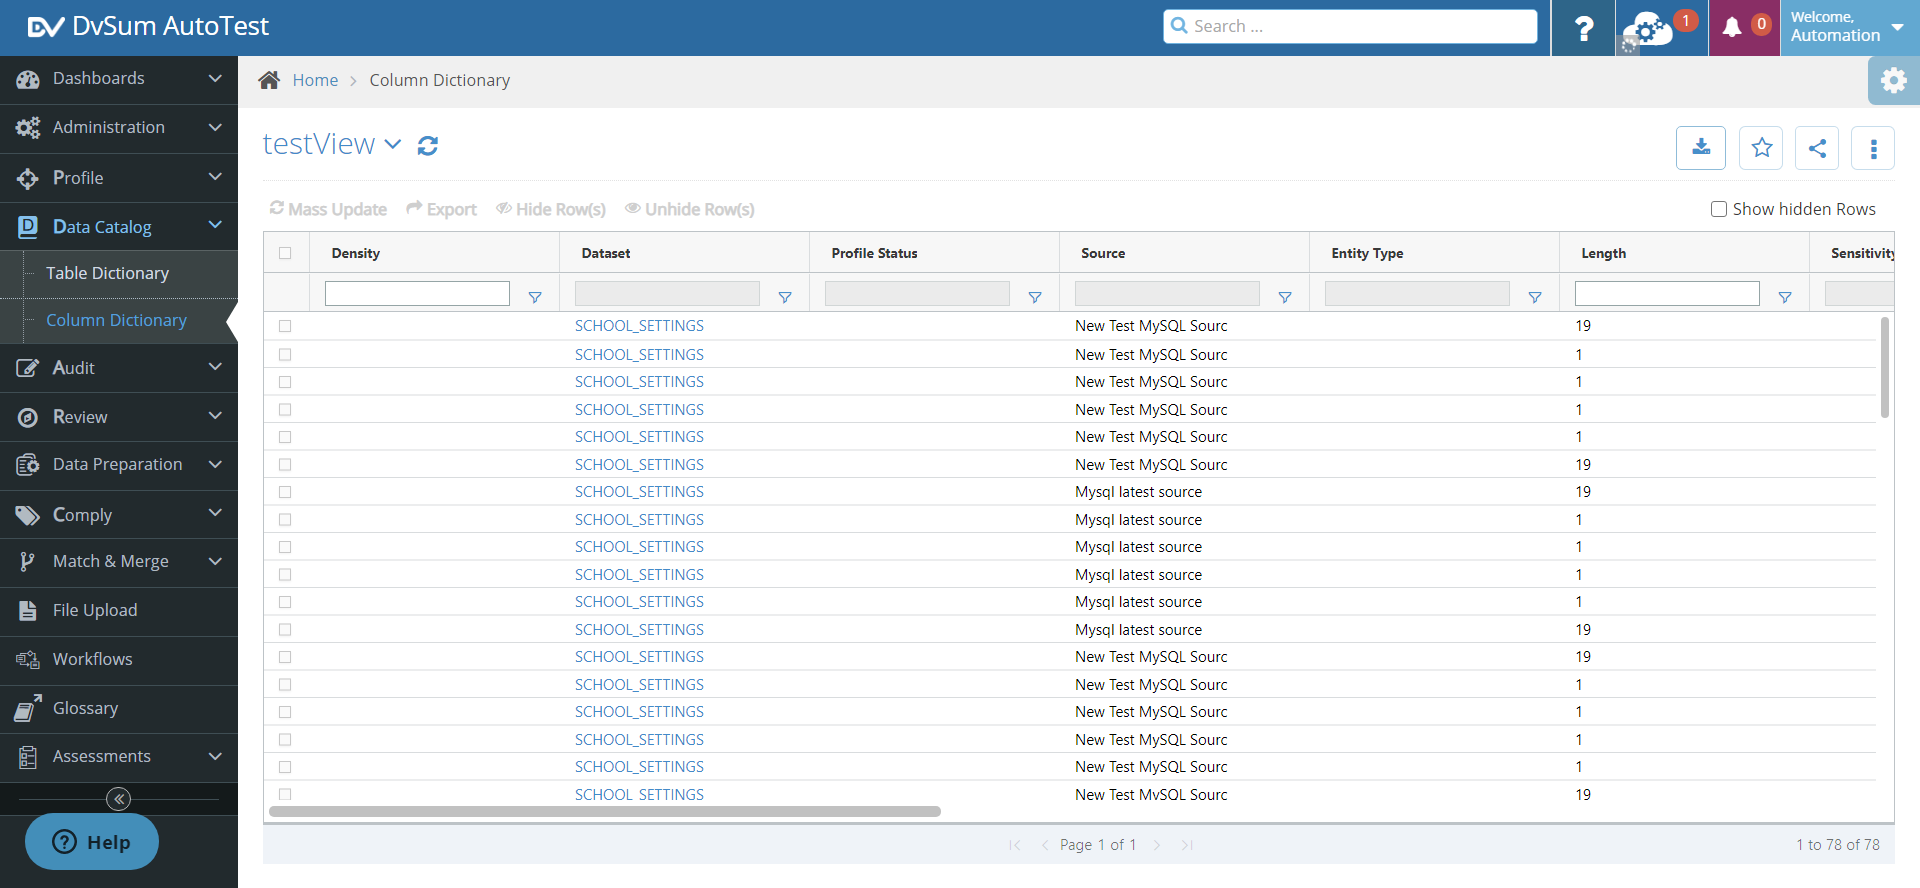 DvSum AutoTest
Search ...
?
1
0
Welcome,
Automation
Dashboards
Administration
Profile
Data Catalog
Table Dictionary
Column Dictionary
Audit
Review
Data Preparation
Comply
Match & Merge
File Upload
Workflows
Glossary
Assessments
Help
Home > Column Dictionary
testView
Mass Update Export Hide Row(s) Unhide Row(s) Show hidden Rows
Density Dataset Profile Status Source Entity Type Length Sensitivity
SCHOOL_SETTINGS New Test MySQL Sourc 19
SCHOOL_SETTINGS New Test MySQL Sourc 1
SCHOOL_SETTINGS New Test MySQL Sourc 1
SCHOOL_SETTINGS New Test MySQL Sourc 1
SCHOOL_SETTINGS New Test MySQL Sourc 1
SCHOOL_SETTINGS New Test MySQL Sourc 19
SCHOOL_SETTINGS Mysql latest source 19
SCHOOL_SETTINGS Mysql latest source 1
SCHOOL_SETTINGS Mysql latest source 1
SCHOOL_SETTINGS Mysql latest source 1
SCHOOL_SETTINGS Mysql latest source 1
SCHOOL_SETTINGS Mysql latest source 19
SCHOOL_SETTINGS New Test MySQL Sourc 19
SCHOOL_SETTINGS New Test MySQL Sourc 1
SCHOOL_SETTINGS New Test MySQL Sourc 1
SCHOOL_SETTINGS New Test MySQL Sourc 1
SCHOOL_SETTINGS New Test MySQL Sourc 1
SCHOOL_SETTINGS New Test MySQL Sourc 19
Page 1 of 1
1 to 78 of 78